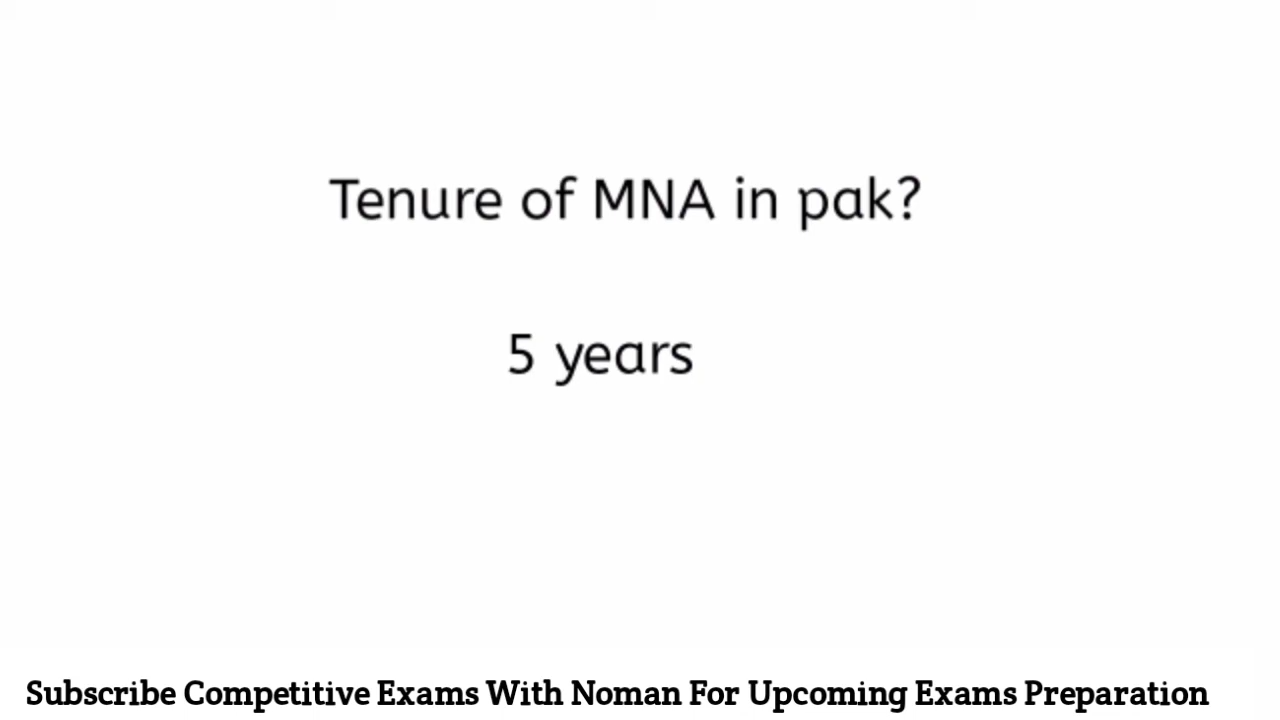 Tenure of MNA in pak?
5 years
Subscribe Competitive Exams With Noman For Upcoming Exams Preparation